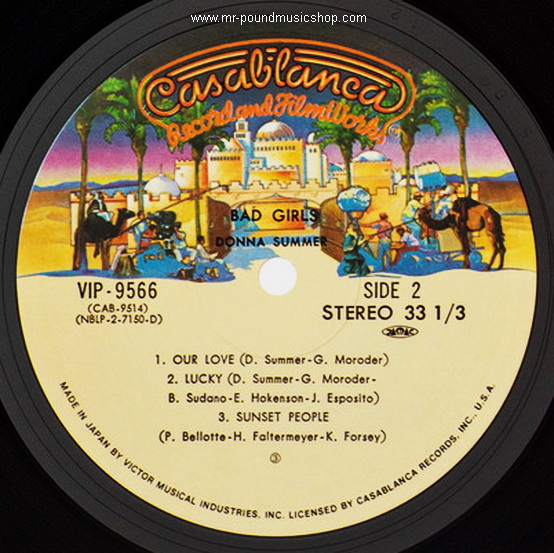 www.mr-poundmusicshop.com
Casablanca
Record and FilmWorks
BAD GIRLS
DONNA SUMMER
VIP-9566
(CAB-9514)
(NBLP-2-7150-D)
SIDE 2
STEREO 33 1/3
1. OUR LOVE (D. Summer-G. Moroder)
2. LUCKY (D. Summer-G. Moroder-
B. Sudano-E. Hokenson-J. Esposito)
3. SUNSET PEOPLE
(P. Bellotte-H. Faltermeyer-K. Forsey)
③
MADE IN JAPAN BY VICTOR MUSICAL INDUSTRIES, INC. LICENSED BY CASABLANCA RECORDS, INC., U.S.A.